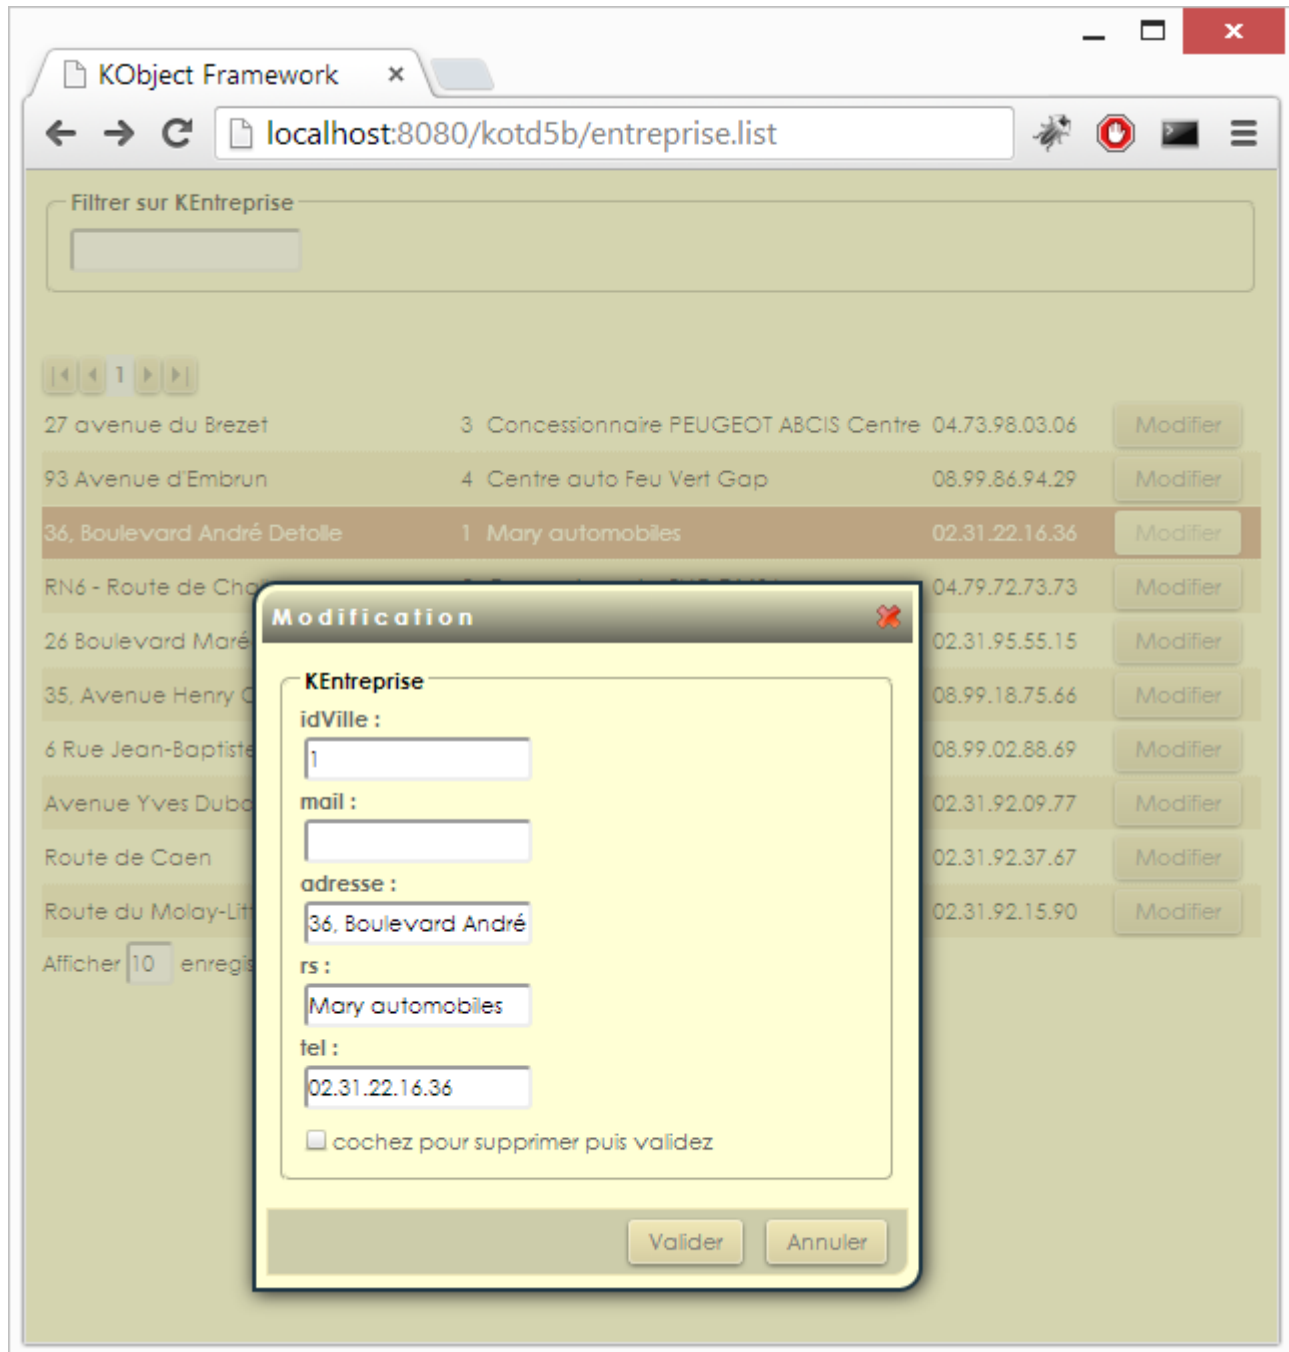 KObject Framework
localhost:8080/kotd5b/entreprise.list
Filtrer sur KEntreprise
1
27 avenue du Brezet 3 Concessionnaire PEUGEOT ABCIS Centre 04.73.98.03.06 Modifier
93 Avenue d'Embrun 4 Centre auto Feu Vert Gap 08.99.86.94.29 Modifier
36, Boulevard André Detolle 1 Mary automobiles 02.31.22.16.36 Modifier
RN6 - Route de Cha 04.79.72.73.73 Modifier
26 Boulevard Maré 02.31.95.55.15 Modifier
35, Avenue Henry C 08.99.18.75.66 Modifier
6 Rue Jean-Baptiste 08.99.02.88.69 Modifier
Avenue Yves Dubo 02.31.92.09.77 Modifier
Route de Caen 02.31.92.37.67 Modifier
Route du Molay-Litt 02.31.92.15.90 Modifier
Afficher 10 enregis
Modification
KEntreprise
idVille :
1
mail :
adresse :
36, Boulevard André
rs :
Mary automobiles
tel :
02.31.22.16.36
cochez pour supprimer puis validez
Valider Annuler